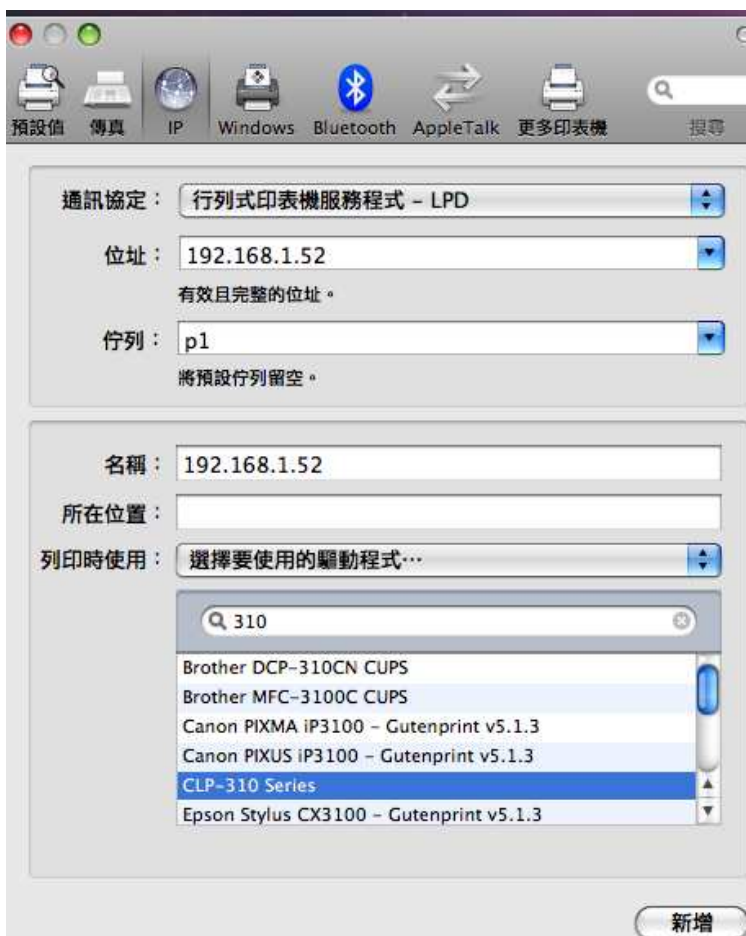 預設值 傳真 IP Windows Bluetooth AppleTalk 更多印表機 搜尋
通訊協定： 行列式印表機服務程式 – LPD
位址： 192.168.1.52
有效且完整的位址。
佇列： p1
將預設佇列留空。
名稱： 192.168.1.52
所在位置：
列印時使用： 選擇要使用的驅動程式⋯
310
Brother DCP-310CN CUPS
Brother MFC-3100C CUPS
Canon PIXMA iP3100 – Gutenprint v5.1.3
Canon PIXUS iP3100 – Gutenprint v5.1.3
CLP-310 Series
Epson Stylus CX3100 – Gutenprint v5.1.3
新增